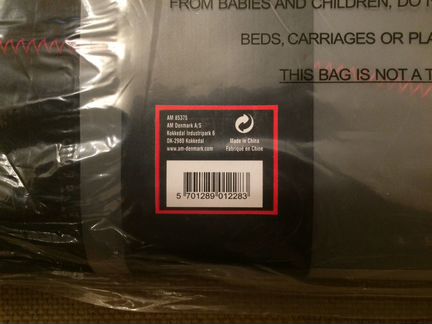 FROM BABIES AND CHILDREN, DO
BEDS, CARRIAGES OR PLA
THIS BAG IS NOT A T
AM 85375
AM Denmark A/S
Kokkedal Industripark 6
DK-2980 Kokkedal
www.am-denmark.com
Made in China
Fabriqué en Chine
5 701289 012283